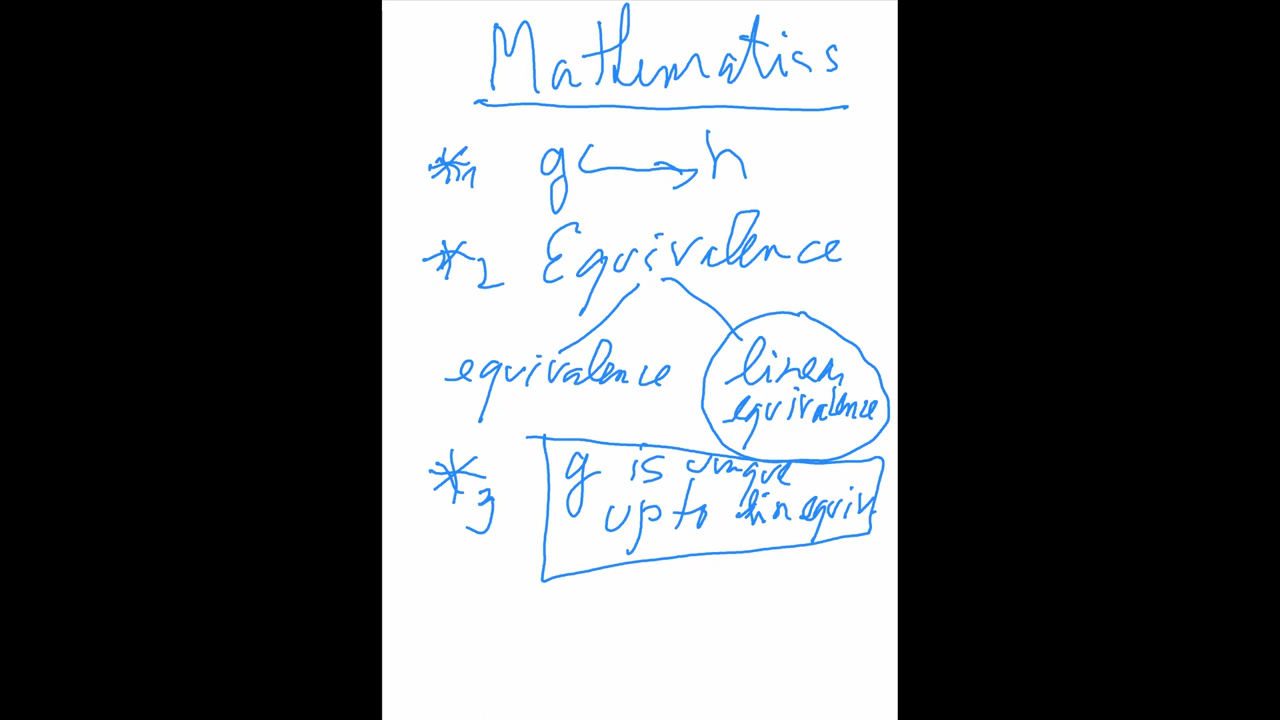 Mathematics
*1 g ↪ h
*2 Equivalence
equivalence linear
equivalence
*3 g is unique
up to lin equiv